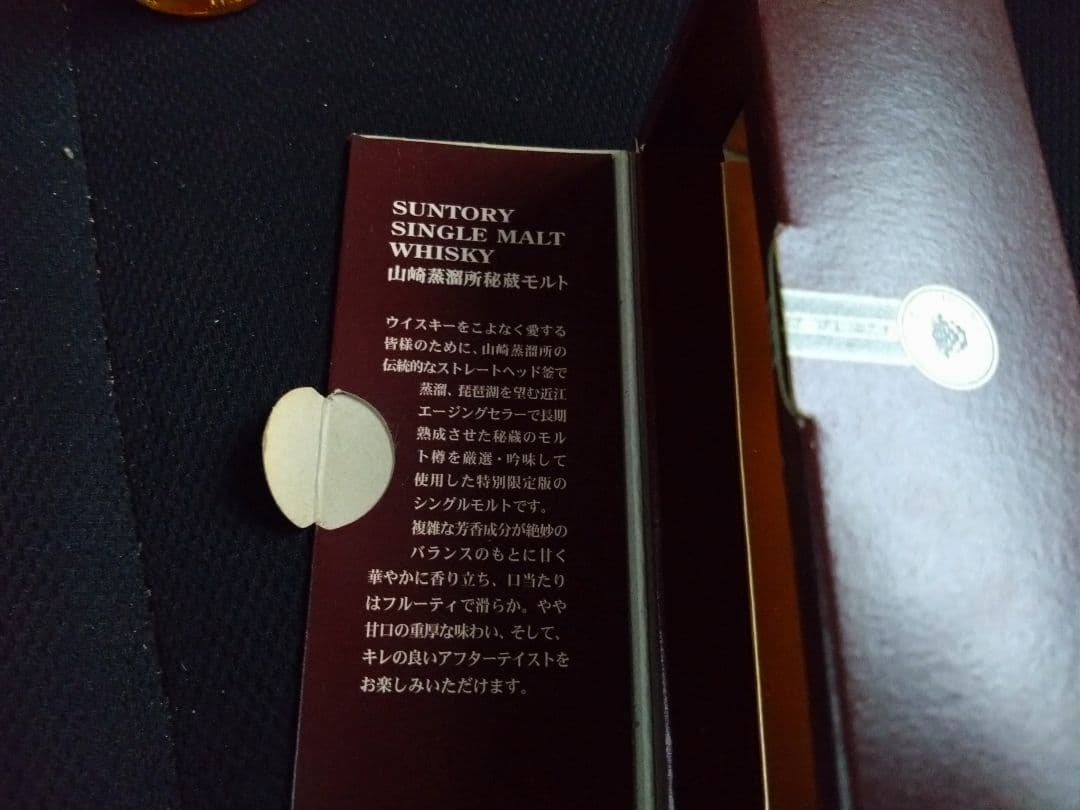 SUNTORY
SINGLE MALT
WHISKY
山崎蒸溜所秘蔵モルト
ウイスキーをこよなく愛する
皆様のために、山崎蒸溜所の
伝統的なストレートヘッド釜で
蒸溜、琵琶湖を望む近江
エージングセラーで長期
熟成させた秘蔵のモル
ト樽を厳選・吟味して
使用した特別限定版の
シングルモルトです。
複雑な芳香成分が絶妙の
バランスのもとに甘く
華やかに香り立ち、口当たり
はフルーティで滑らか。やや
甘口の重厚な味わい、そして、
キレの良いアフターテイストを
お楽しみいただけます。